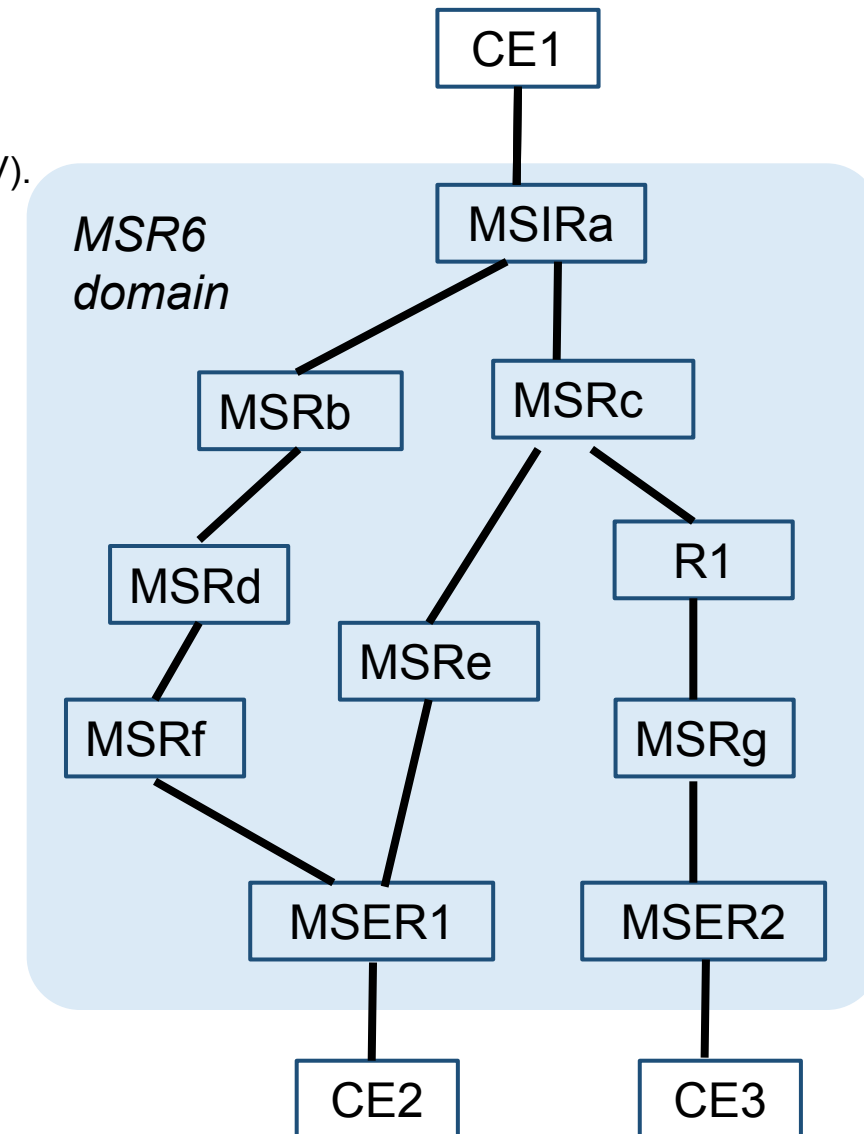 CE1
/).
MSIRa
MSR6
domain
MSRb
MSRc
R1
MSRd
MSRe
MSRf
MSRg
MSER1
MSER2
CE2
CE3